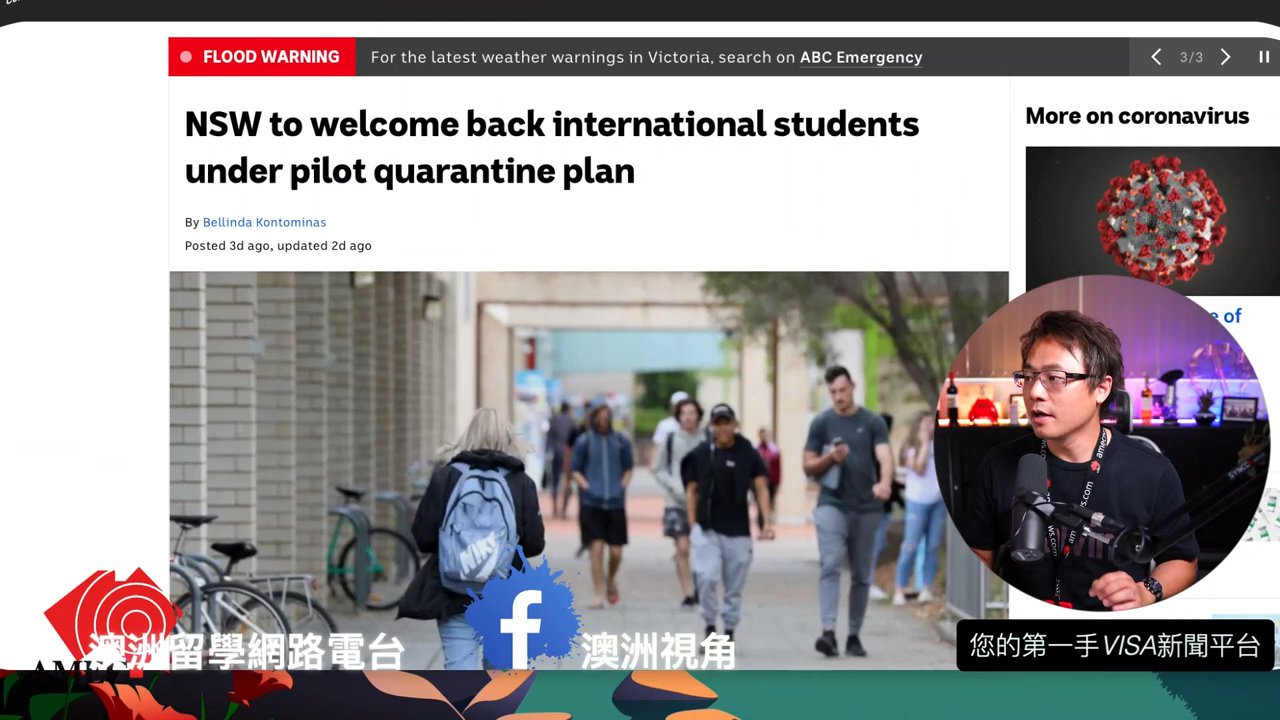 FLOOD WARNING
For the latest weather warnings in Victoria, search on ABC Emergency
3/3
NSW to welcome back international students
under pilot quarantine plan
By Bellinda Kontominas
Posted 3d ago, updated 2d ago
More on coronavirus
e of
NIKE
f
澳洲留學網路電台
澳洲視角
您的第一手VISA新聞平台